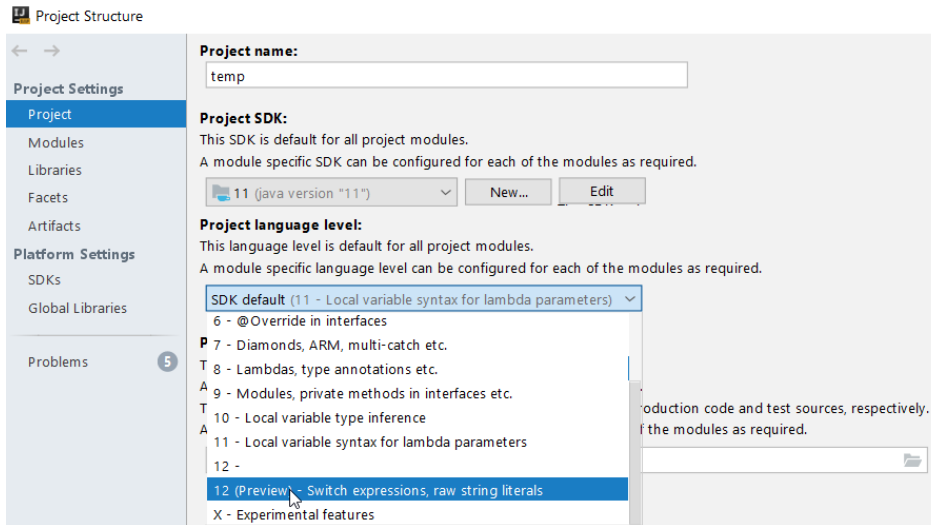 Project Structure
Project name:
temp
Project Settings
Project
Modules
Libraries
Facets
Artifacts
Platform Settings
SDKs
Global Libraries
Problems
5
Project SDK:
This SDK is default for all project modules.
A module specific SDK can be configured for each of the modules as required.
11 (java version "11")
New...
Edit
Project language level:
This language level is default for all project modules.
A module specific language level can be configured for each of the modules as required.
SDK default (11 - Local variable syntax for lambda parameters)
6 - @Override in interfaces
7 - Diamonds, ARM, multi-catch etc.
8 - Lambdas, type annotations etc.
9 - Modules, private methods in interfaces etc.
10 - Local variable type inference
11 - Local variable syntax for lambda parameters
12 -
12 (Preview) - Switch expressions, raw string literals
X - Experimental features
production code and test sources, respectively.
the modules as required.